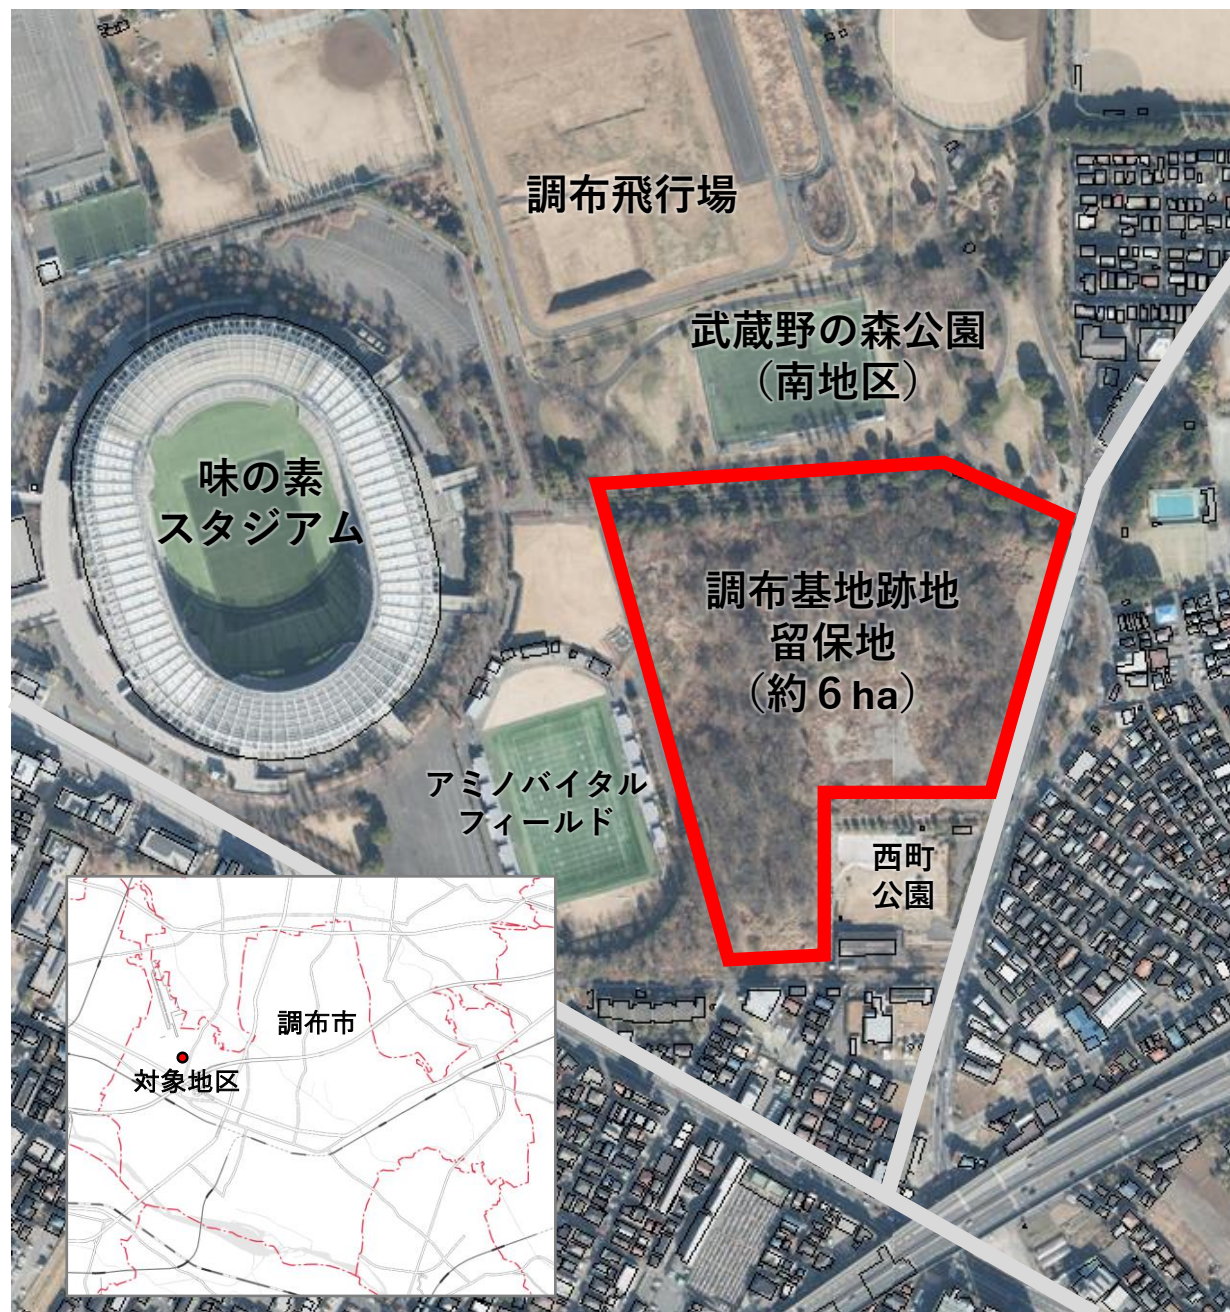 調布飛行場
武蔵野の森公園
（南地区）
味の素
スタジアム
調布基地跡地
留保地
（約６ha）
アミノバイタル
フィールド
西町
公園
調布市
対象地区